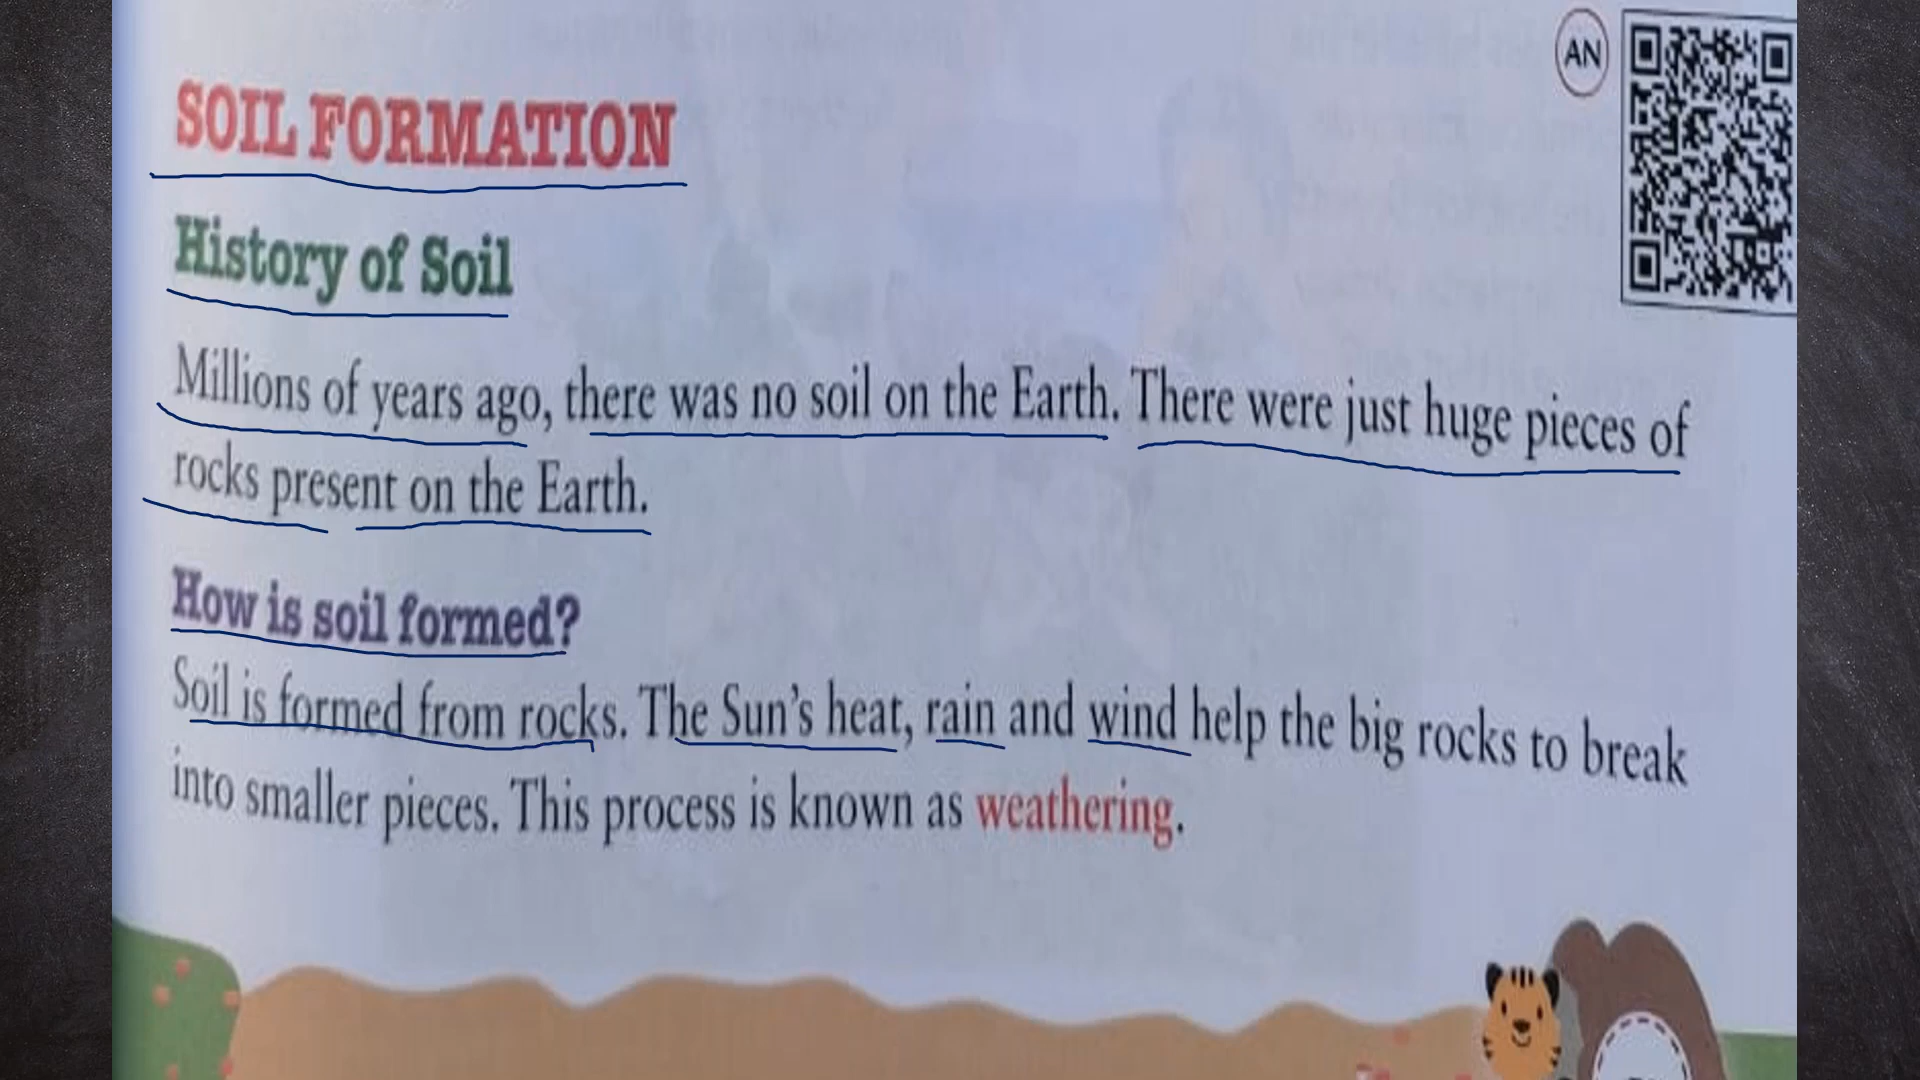 AN
SOIL FORMATION
History of Soil
Millions of years ago, there was no soil on the Earth. There were just huge pieces of
rocks present on the Earth.
How is soil formed?
Soil is formed from rocks. The Sun's heat, rain and wind help the big rocks to break
into smaller pieces. This process is known as weathering.